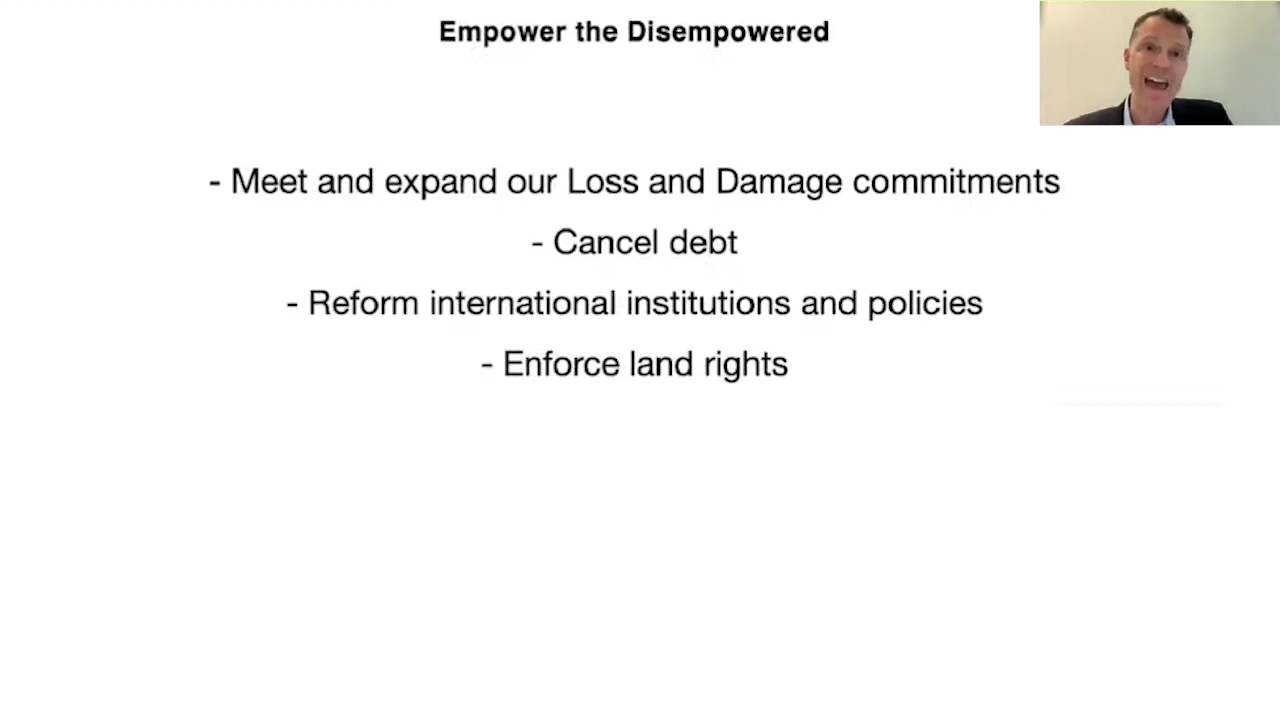 Empower the Disempowered
- Meet and expand our Loss and Damage commitments
- Cancel debt
- Reform international institutions and policies
- Enforce land rights